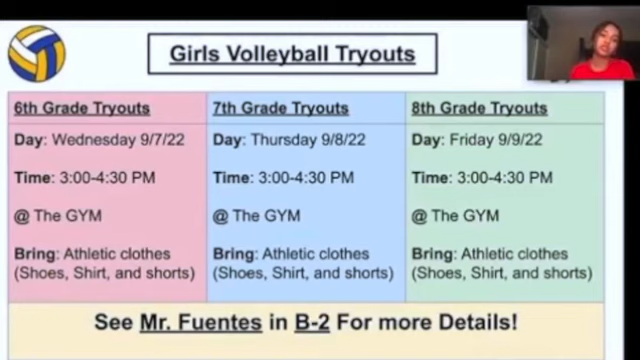 Girls Volleyball Tryouts
6th Grade Tryouts
Day: Wednesday 9/7/22
Time: 3:00-4:30 PM
@ The GYM
Bring: Athletic clothes
(Shoes, Shirt, and shorts)
7th Grade Tryouts
Day: Thursday 9/8/22
Time: 3:00-4:30 PM
@ The GYM
Bring: Athletic clothes
(Shoes, Shirt, and shorts)
8th Grade Tryouts
Day: Friday 9/9/22
Time: 3:00-4:30 PM
@ The GYM
Bring: Athletic clothes
(Shoes, Shirt, and shorts)
See Mr. Fuentes in B-2 For more Details!